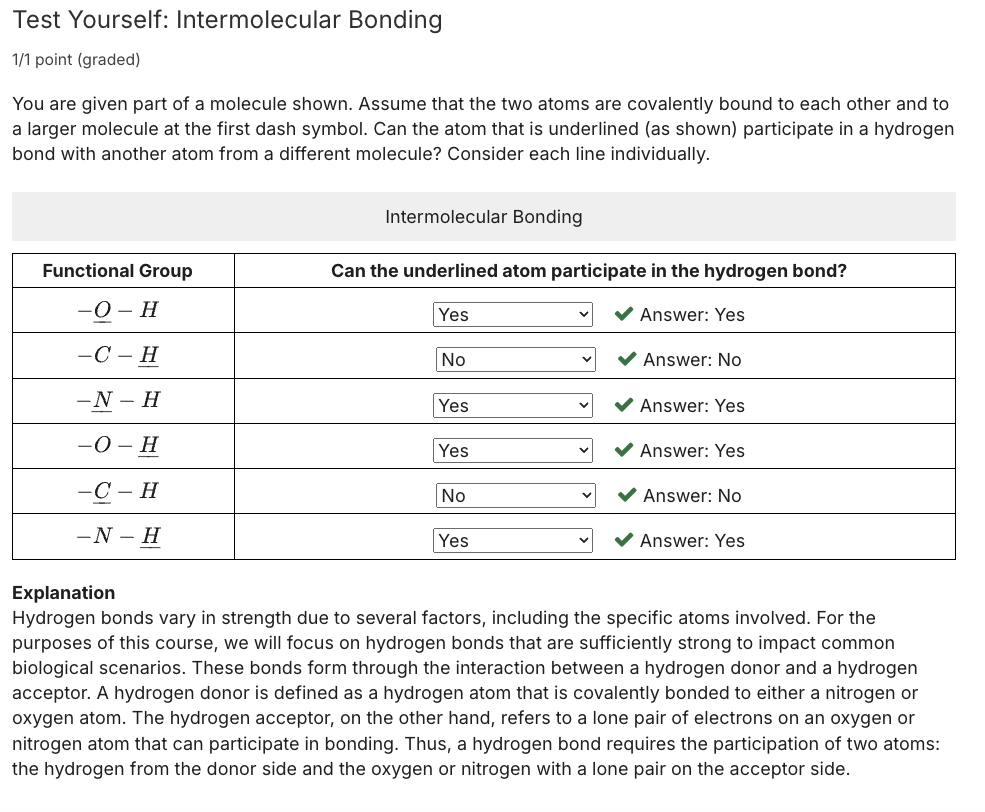 Test Yourself: Intermolecular Bonding
1/1 point (graded)
You are given part of a molecule shown. Assume that the two atoms are covalently bound to each other and to
a larger molecule at the first dash symbol. Can the atom that is underlined (as shown) participate in a hydrogen
bond with another atom from a different molecule? Consider each line individually.
Intermolecular Bonding
Functional Group Can the underlined atom participate in the hydrogen bond?
−O − H Yes ✔ Answer: Yes
−C − H No ✔ Answer: No
−N − H Yes ✔ Answer: Yes
−O − H Yes ✔ Answer: Yes
−C − H No ✔ Answer: No
−N − H Yes ✔ Answer: Yes
Explanation
Hydrogen bonds vary in strength due to several factors, including the specific atoms involved. For the
purposes of this course, we will focus on hydrogen bonds that are sufficiently strong to impact common
biological scenarios. These bonds form through the interaction between a hydrogen donor and a hydrogen
acceptor. A hydrogen donor is defined as a hydrogen atom that is covalently bonded to either a nitrogen or
oxygen atom. The hydrogen acceptor, on the other hand, refers to a lone pair of electrons on an oxygen or
nitrogen atom that can participate in bonding. Thus, a hydrogen bond requires the participation of two atoms:
the hydrogen from the donor side and the oxygen or nitrogen with a lone pair on the acceptor side.